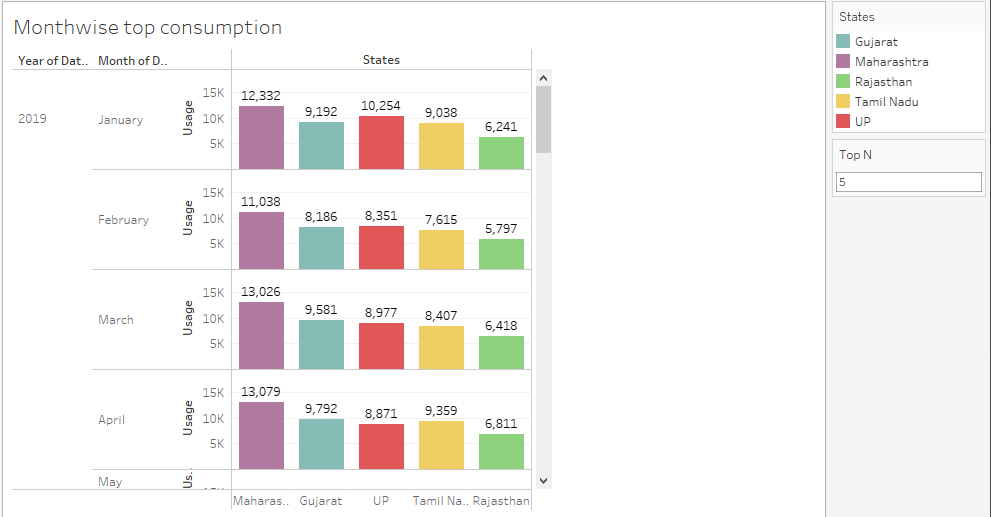 Monthwise top consumption
Year of Dat.. Month of D.. States
2019 January Usage 15K 10K 5K 12,332 9,192 10,254 9,038 6,241
February Usage 15K 10K 5K 11,038 8,186 8,351 7,615 5,797
March Usage 15K 10K 5K 13,026 9,581 8,977 8,407 6,418
April Usage 15K 10K 5K 13,079 9,792 8,871 9,359 6,811
May Us..
Maharas.. Gujarat UP Tamil Na.. Rajasthan
States
Gujarat
Maharashtra
Rajasthan
Tamil Nadu
UP
Top N
5